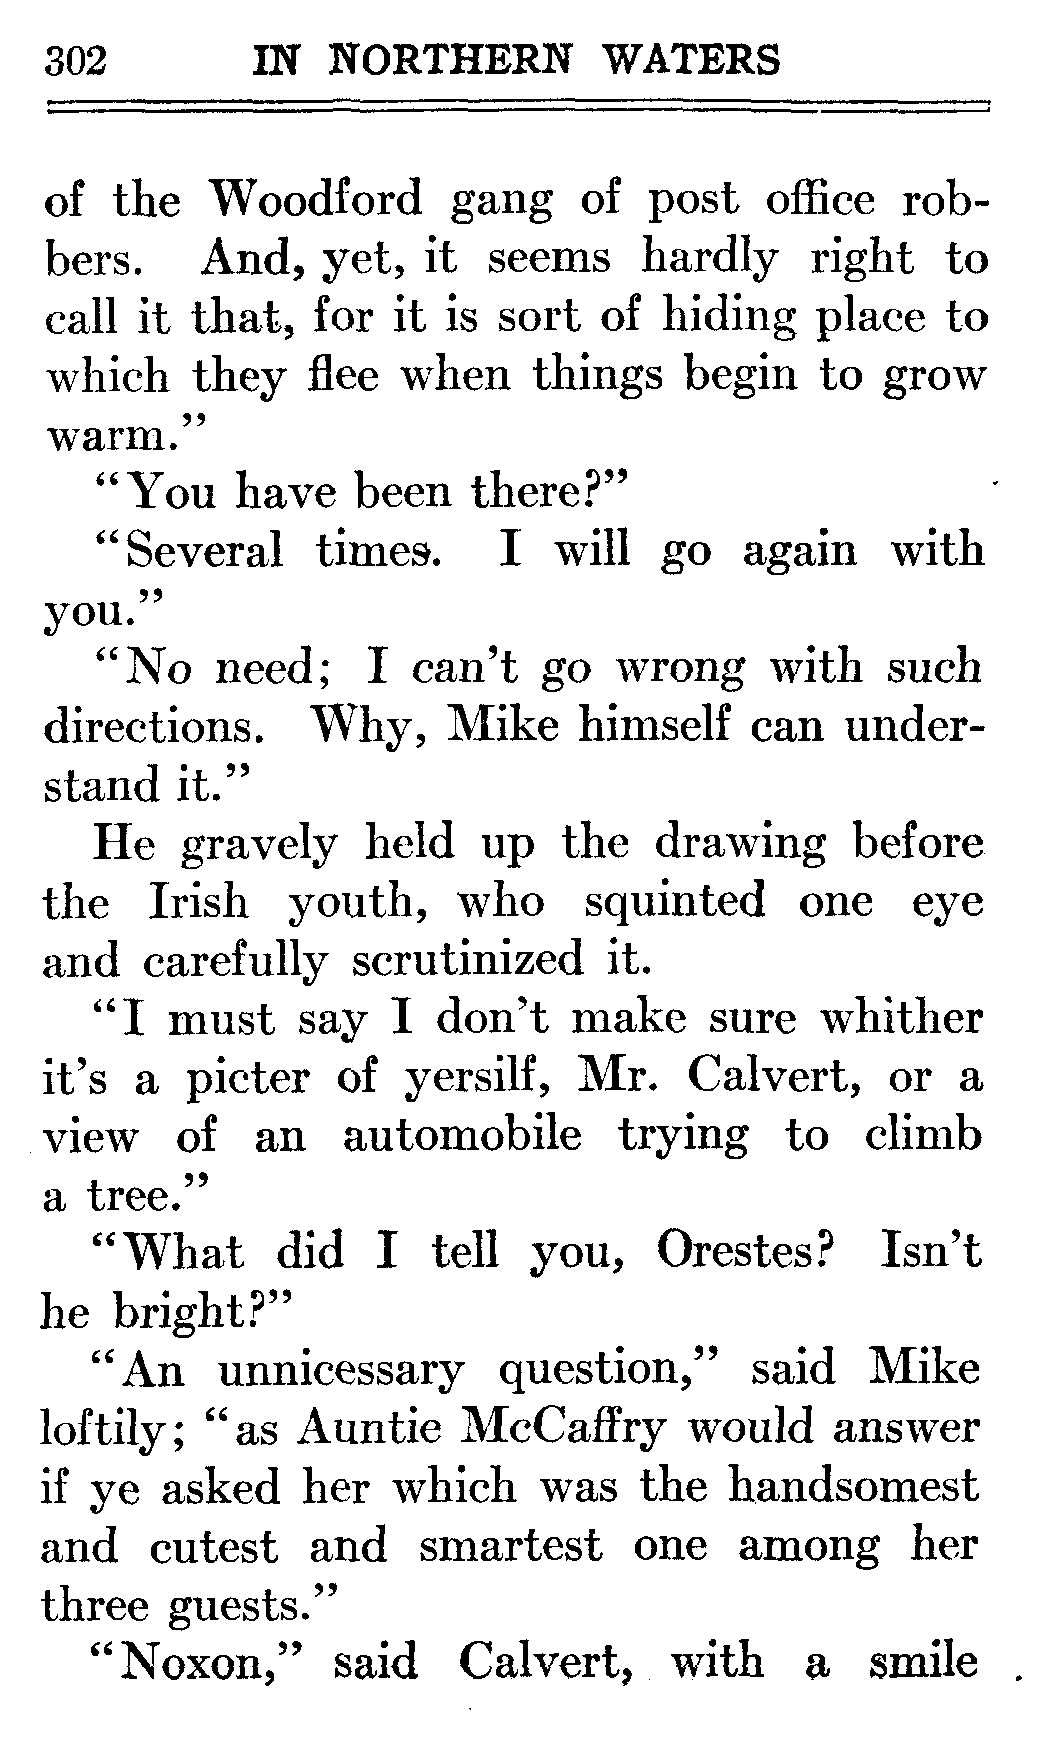 302 IN NORTHERN WATERS
of the Woodford gang of post office rob-
bers. And, yet, it seems hardly right to
call it that, for it is sort of hiding place to
which they flee when things begin to grow
warm."
"You have been there?"
"Several times. I will go again with
you."
"No need; I can't go wrong with such
directions. Why, Mike himself can under-
stand it."
He gravely held up the drawing before
the Irish youth, who squinted one eye
and carefully scrutinized it.
"I must say I don't make sure whither
it's a picter of yersilf, Mr. Calvert, or a
view of an automobile trying to climb
a tree."
"What did I tell you, Orestes? Isn't
he bright?"
"An unnicessary question," said Mike
loftily; "as Auntie McCaffry would answer
if ye asked her which was the handsomest
and cutest and smartest one among her
three guests."
"Noxon," said Calvert, with a smile